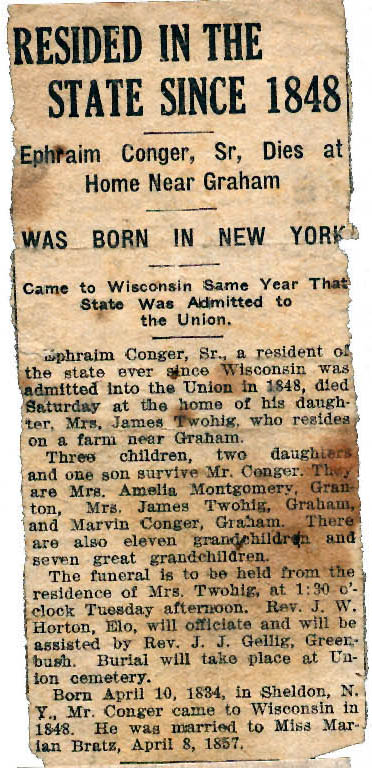 RESIDED IN THE
STATE SINCE 1848
Ephraim Conger, Sr, Dies at
Home Near Graham
WAS BORN IN NEW YORK
Came to Wisconsin Same Year That
State Was Admitted to
the Union.
Ephraim Conger, Sr., a resident of
the state ever since Wisconsin was
admitted into the Union in 1848, died
Saturday at the home of his daugh-
ter, Mrs. James Twohig, who resides
on a farm near Graham.
Three children, two daughters
and one son survive Mr. Conger. They
are Mrs. Amelia Montgomery, Gran-
ton, Mrs. James Twohig, Graham,
and Marvin Conger, Graham. There
are also eleven grandchildren and
seven great grandchildren.
The funeral is to be held from the
residence of Mrs. Twohig, at 1:30 o'-
clock Tuesday afternoon. Rev. J. W.
Horton, Elo, will officiate and will be
assisted by Rev. J. J. Gellig, Green-
bush. Burial will take place at Un-
ion cemetery.
Born April 10, 1834, in Sheldon, N.
Y., Mr. Conger came to Wisconsin in
1848. He was married to Miss Mar-
ian Bratz, April 8, 1857.